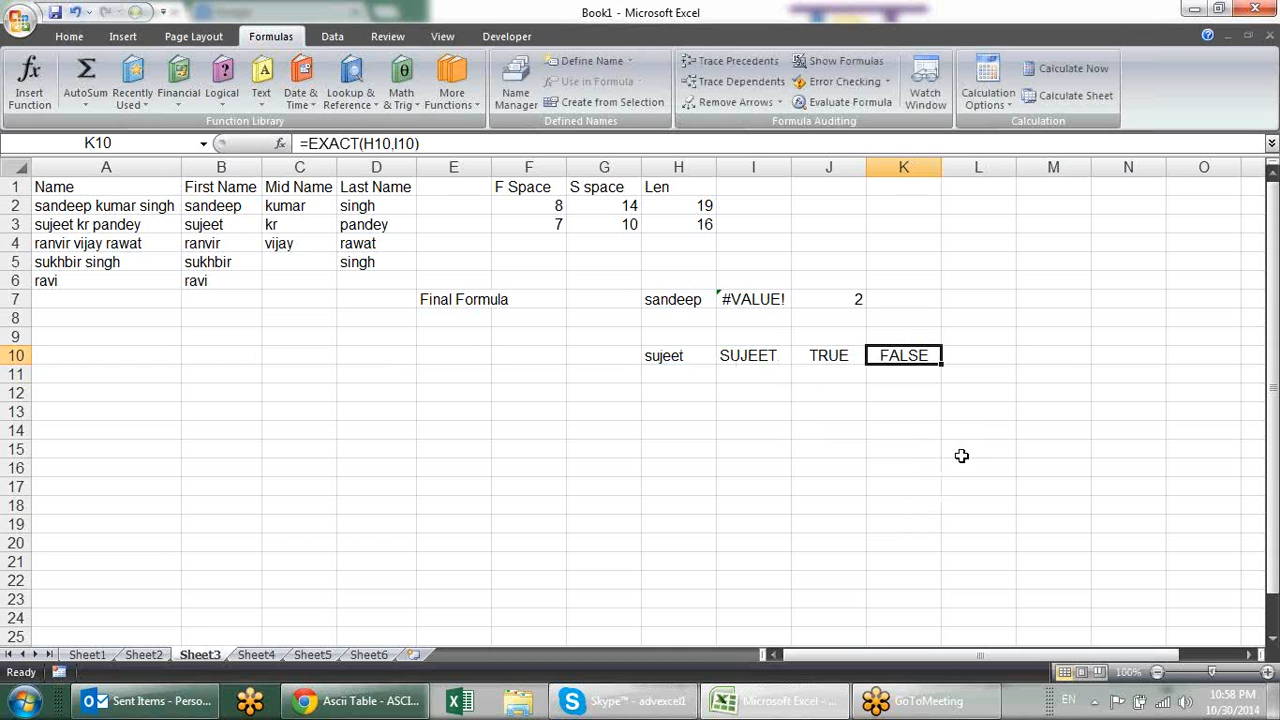 Book1 - Microsoft Excel
Home Insert Page Layout Formulas Data Review View Developer
fx Insert Function
Σ AutoSum
Recently Used
Financial
Logical
A Text
Date & Time
Lookup & Reference
θ Math & Trig
More Functions
Function Library
Name Manager
Define Name
Use in Formula
Create from Selection
Defined Names
Trace Precedents
Trace Dependents
Remove Arrows
Show Formulas
Error Checking
Evaluate Formula
Watch Window
Formula Auditing
Calculation Options
Calculate Now
Calculate Sheet
Calculation
K10 fx =EXACT(H10,I10)
A B C D E F G H I J K L M N O
1 Name First Name Mid Name Last Name F Space S space Len
2 sandeep kumar singh sandeep kumar singh 8 14 19
3 sujeet kr pandey sujeet kr pandey 7 10 16
4 ranvir vijay rawat ranvir vijay rawat
5 sukhbir singh sukhbir singh
6 ravi ravi
7 Final Formula sandeep #VALUE! 2
8
9
10 sujeet SUJEET TRUE FALSE
11
12
13
14
15
16
17
18
19
20
21
22
23
24
25
Sheet1 Sheet2 Sheet3 Sheet4 Sheet5 Sheet6
Ready 100%
Sent Items - Perso... Ascii Table - ASCI... Skype™ - advexcel1 Microsoft Excel - ... GoToMeeting EN 10:38 PM
10/30/2014